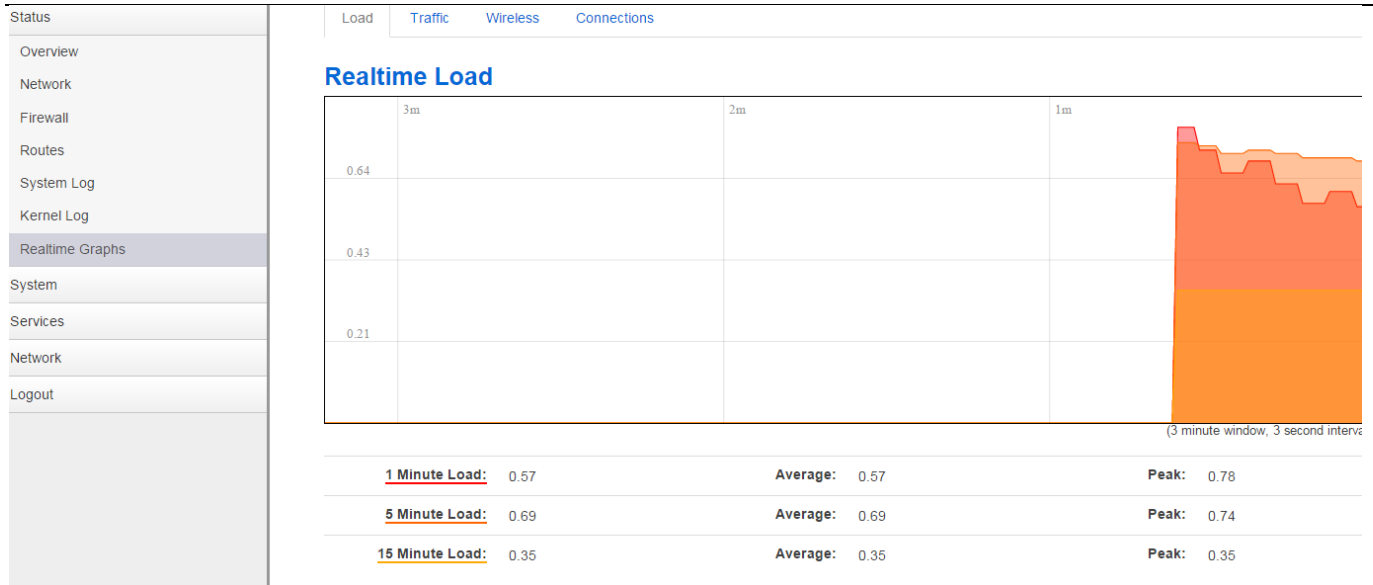 Status
Overview
Network
Firewall
Routes
System Log
Kernel Log
Realtime Graphs
System
Services
Network
Logout
Load Traffic Wireless Connections
Realtime Load
3m 2m 1m
0.64
0.43
0.21
(3 minute window, 3 second interva
1 Minute Load: 0.57 Average: 0.57 Peak: 0.78
5 Minute Load: 0.69 Average: 0.69 Peak: 0.74
15 Minute Load: 0.35 Average: 0.35 Peak: 0.35